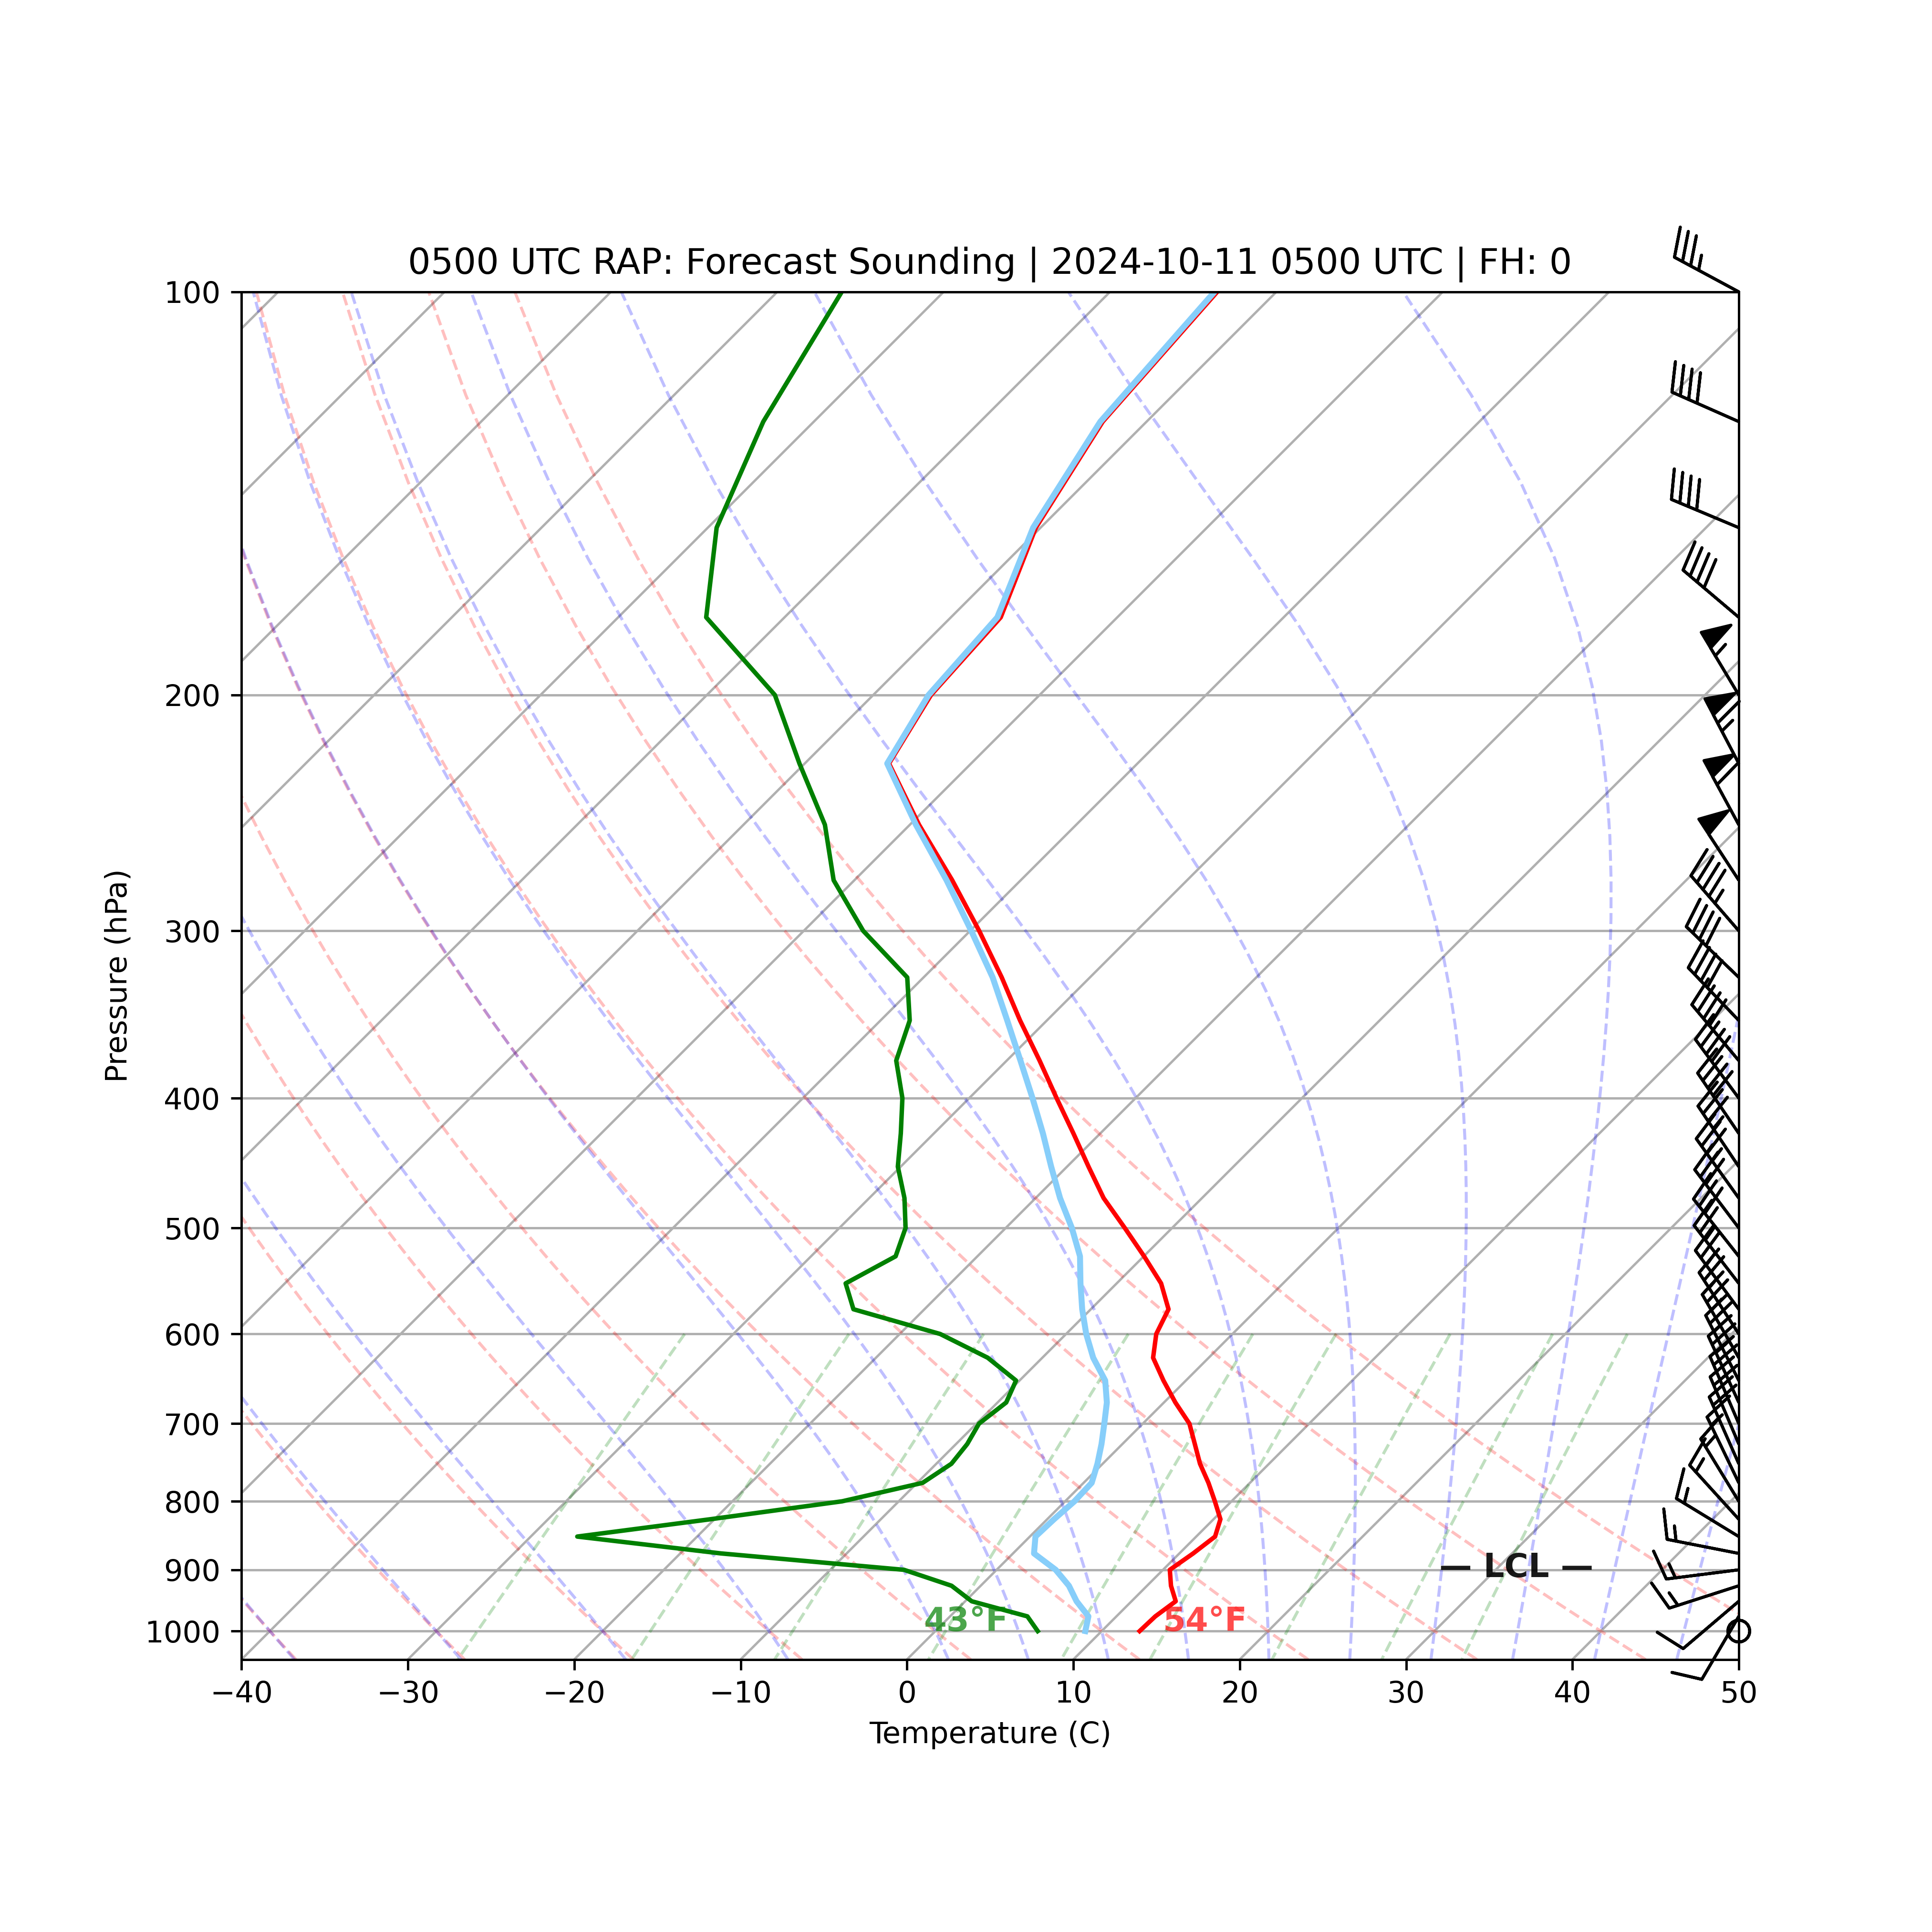 0500 UTC RAP: Forecast Sounding | 2024-10-11 0500 UTC | FH: 0
100
200
300
400
500
600
700
800
900
1000
Pressure (hPa)
— LCL —
43°F
54°F
−40 −30 −20 −10 0 10 20 30 40 50
Temperature (C)